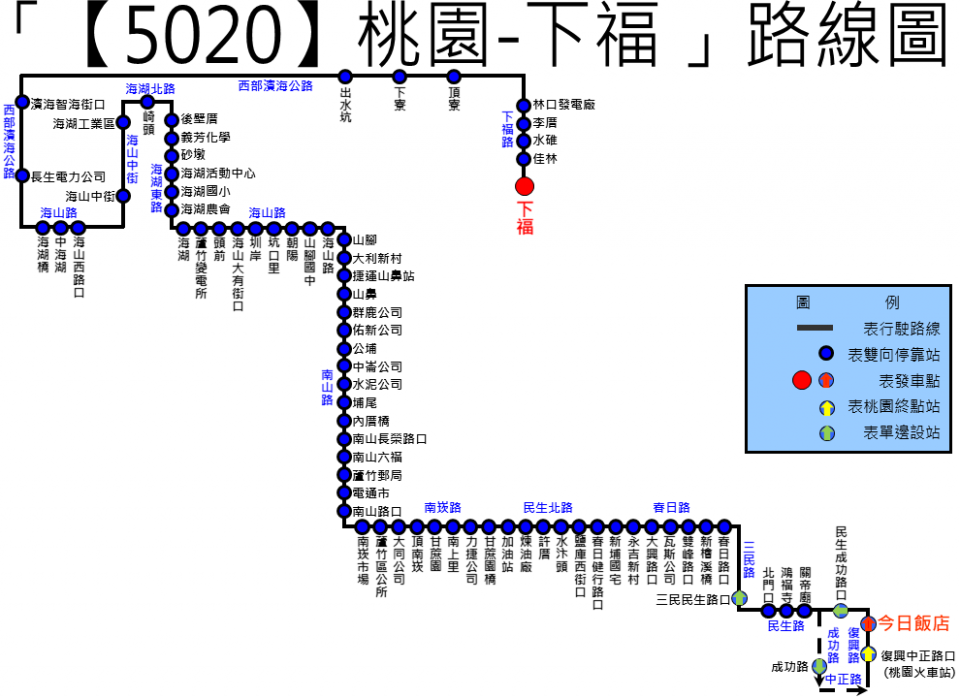 「【5020】桃園-下福」路線圖
西部濱海公路
出水坑
下寮
頂寮
林口發電廠
李厝
水碓
佳林
下福路
下福
濱海智海街口
西部濱海公路
長生電力公司
海山路
海湖橋
中海湖
海山西路口
海山中街
海山中街
海湖工業區
海湖北路
崎頭
後壁厝
義芳化學
砂墩
海湖活動中心
海湖國小
海湖農會
海湖東路
海山路
海湖
蘆竹變電所
頭前
海山大有街口
圳岸
坑口里
朝陽
山腳國中
海山路
山腳
大利新村
捷運山鼻站
山鼻
群鹿公司
佑新公司
公埔
中崙公司
水泥公司
埔尾
內厝橋
南山長榮路口
南山六福
蘆竹郵局
電通市
南山路口
南山路
南崁路
民生北路
春日路
南崁市場
蘆竹區公所
大同公司
頂南崁
甘蔗園
南上里
力捷公司
甘蔗園橋
加油站
煉油廠
許厝
水汴頭
鹽庫西街口
春日健行路口
新埔國宅
永吉新村
大興路口
瓦斯公司
雙峰路口
新檜溪橋
春日路口
三民路
三民民生路口
北門口
鴻福寺
關帝廟
民生路
民生成功路口
今日飯店
成功路
復興路
復興中正路口
(桃園火車站)
成功路
中正路
圖例
表行駛路線
表雙向停靠站
表發車點
表桃園終點站
表單邊設站